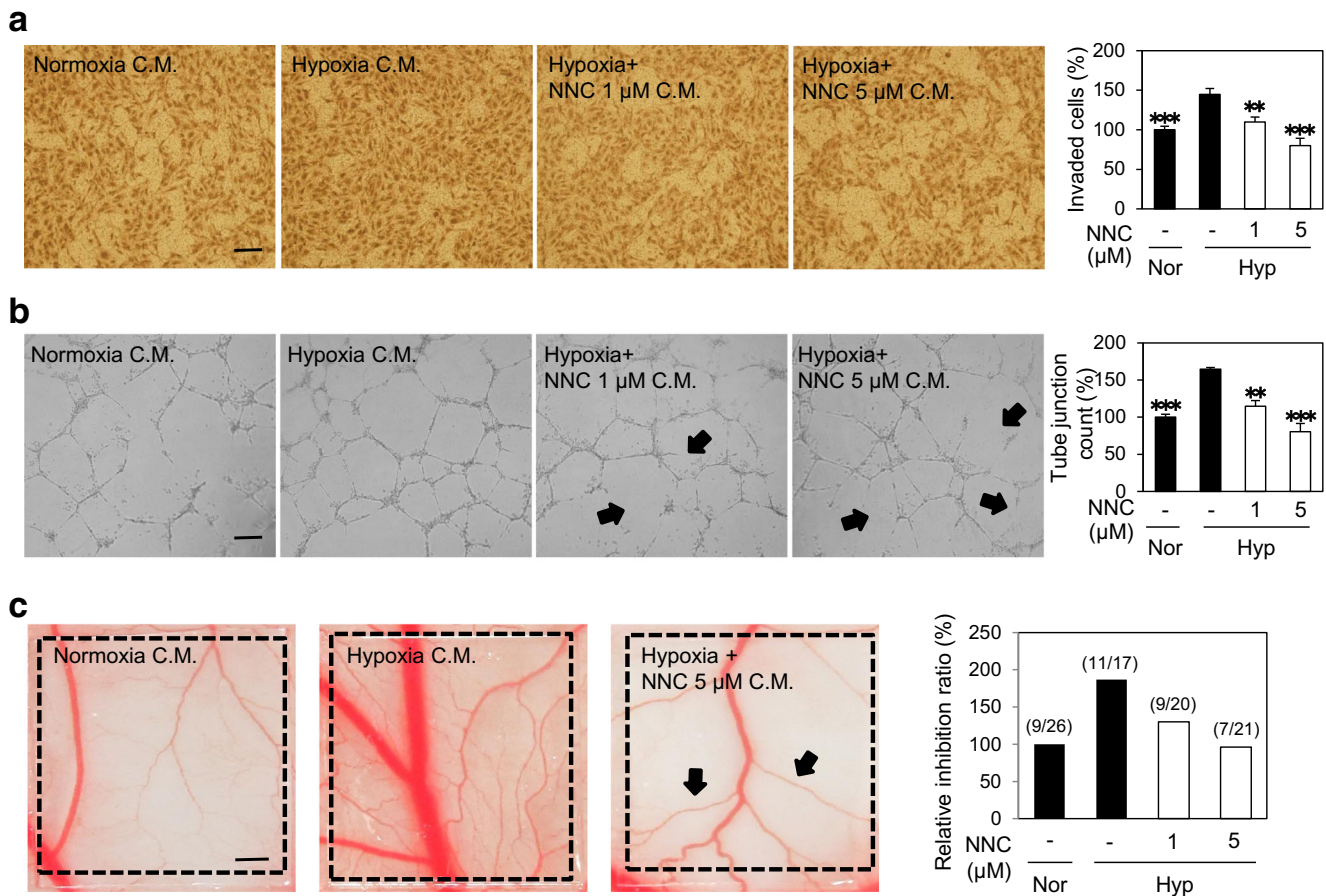 a
Normoxia C.M.
Hypoxia C.M.
Hypoxia+
NNC 1 µM C.M.
Hypoxia+
NNC 5 µM C.M.
Invaded cells (%)
200
150
100
50
0
***
**
***
NNC
(µM)
- - 1 5
Nor Hyp
b
Normoxia C.M.
Hypoxia C.M.
Hypoxia+
NNC 1 µM C.M.
Hypoxia+
NNC 5 µM C.M.
Tube junction
count (%)
200
150
100
50
0
***
**
***
NNC
(µM)
- - 1 5
Nor Hyp
c
Normoxia C.M.
Hypoxia C.M.
Hypoxia +
NNC 5 µM C.M.
Relative inhibition ratio (%)
250
200
150
100
50
0
(9/26)
(11/17)
(9/20)
(7/21)
NNC
(µM)
- - 1 5
Nor Hyp